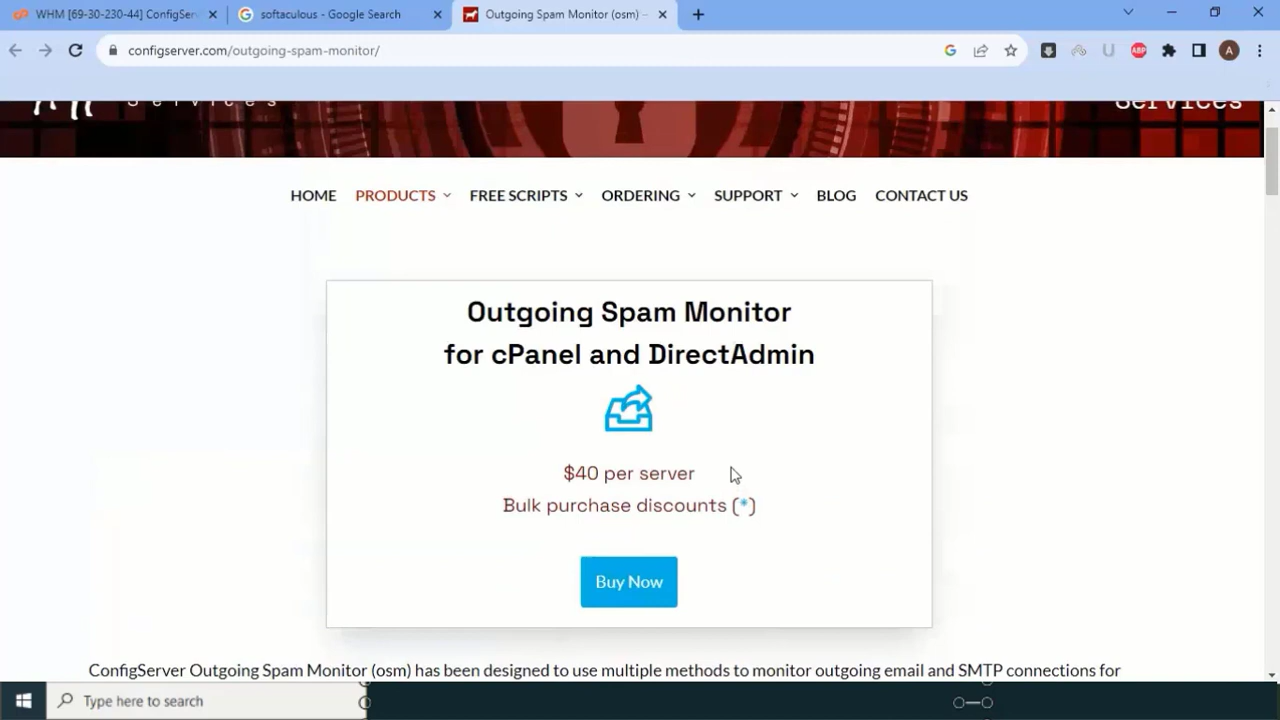 WHM [69-30-230-44] ConfigSer
softaculous - Google Search
Outgoing Spam Monitor (osm) –
configserver.com/outgoing-spam-monitor/
ABP
A
Services
Services
HOME
PRODUCTS
FREE SCRIPTS
ORDERING
SUPPORT
BLOG
CONTACT US
Outgoing Spam Monitor
for cPanel and DirectAdmin
$40 per server
Bulk purchase discounts (*)
Buy Now
ConfigServer Outgoing Spam Monitor (osm) has been designed to use multiple methods to monitor outgoing email and SMTP connections for
Type here to search